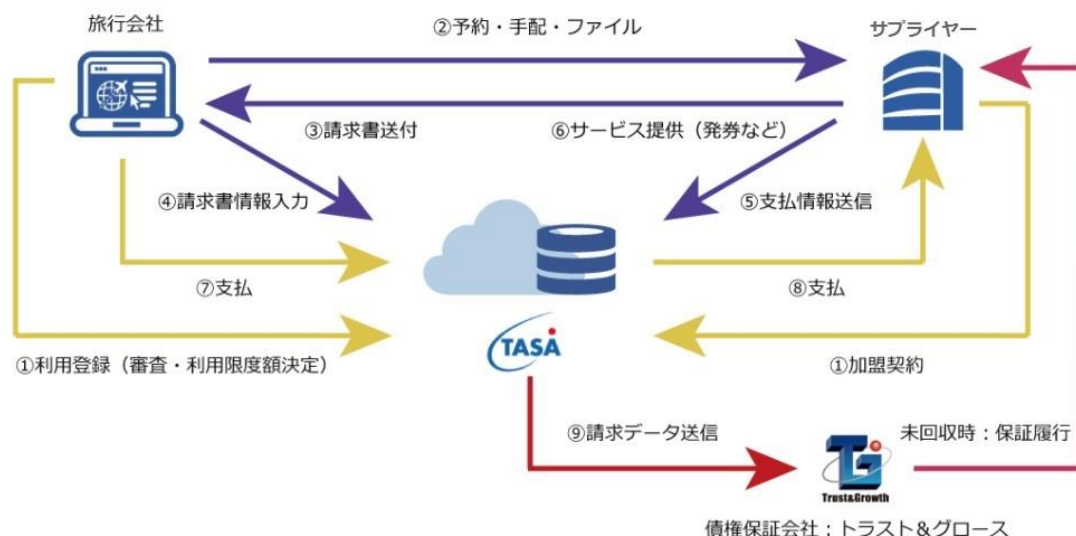 旅行会社
②予約・手配・ファイル
サプライヤー
③請求書送付
⑥サービス提供（発券など）
④請求書情報入力
⑤支払情報送信
⑦支払
⑧支払
TASA
①利用登録（審査・利用限度額決定）
①加盟契約
⑨請求データ送信
未回収時：保証履行
TG
Trust&Growth
債権保証会社：トラスト＆グロース